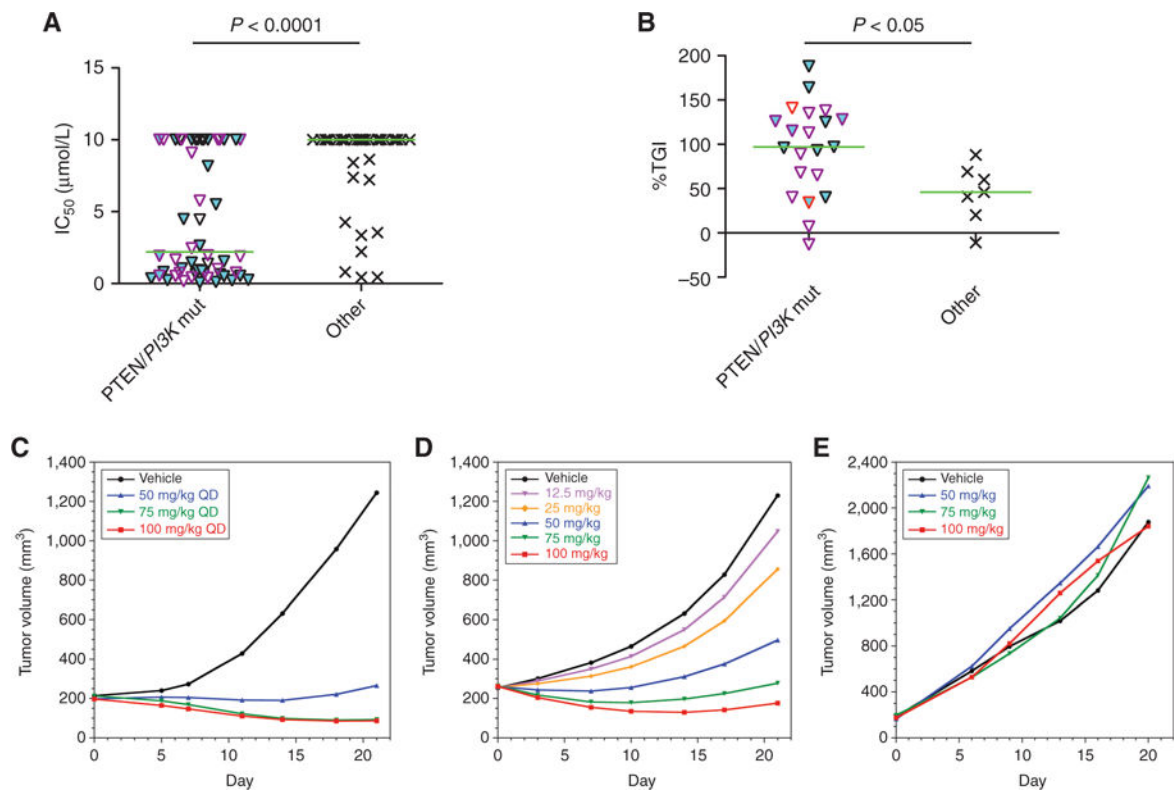 A
P < 0.0001
15
10
5
0
IC50 (μmol/L)
PTEN/PI3K mut
Other
B
P < 0.05
200
150
100
50
0
−50
%TGI
PTEN/PI3K mut
Other
C
1,400
1,200
1,000
800
600
400
200
0
Tumor volume (mm3)
Vehicle
50 mg/kg QD
75 mg/kg QD
100 mg/kg QD
0 5 10 15 20
Day
D
1,400
1,200
1,000
800
600
400
200
0
Tumor volume (mm3)
Vehicle
12.5 mg/kg
25 mg/kg
50 mg/kg
75 mg/kg
100 mg/kg
0 5 10 15 20
Day
E
2,400
2,000
1,600
1,200
800
400
0
Tumor volume (mm3)
Vehicle
50 mg/kg
75 mg/kg
100 mg/kg
0 5 10 15 20
Day